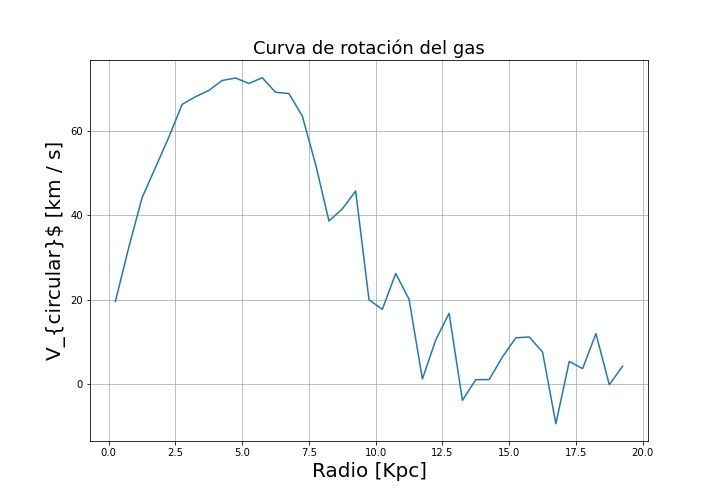 Curva de rotación del gas
V_{circular}$ [km / s]
60
40
20
0
0.0 2.5 5.0 7.5 10.0 12.5 15.0 17.5 20.0
Radio [Kpc]